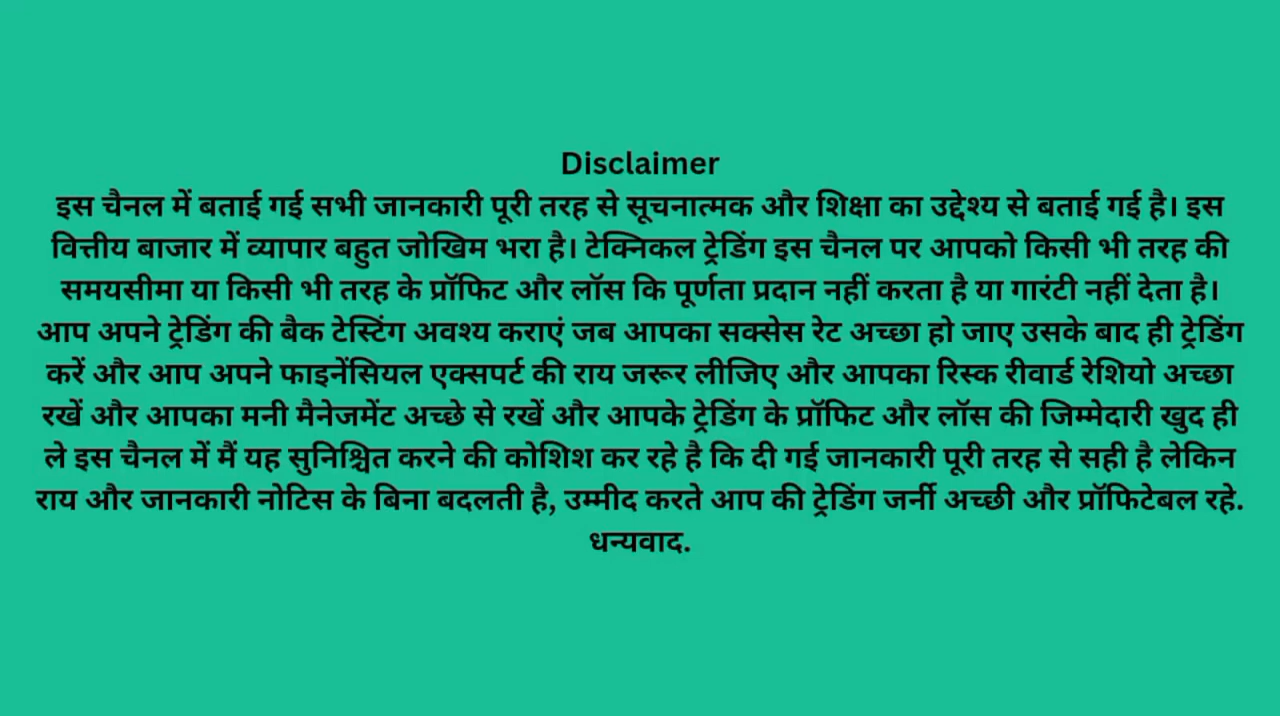 Disclaimer
इस चैनल में बताई गई सभी जानकारी पूरी तरह से सूचनात्मक और शिक्षा का उद्देश्य से बताई गई है। इस
वित्तीय बाजार में व्यापार बहुत जोखिम भरा है। टेक्निकल ट्रेडिंग इस चैनल पर आपको किसी भी तरह की
समयसीमा या किसी भी तरह के प्रॉफिट और लॉस कि पूर्णता प्रदान नहीं करता है या गारंटी नहीं देता है।
आप अपने ट्रेडिंग की बैक टेस्टिंग अवश्य कराएं जब आपका सक्सेस रेट अच्छा हो जाए उसके बाद ही ट्रेडिंग
करें और आप अपने फाइनेंसियल एक्सपर्ट की राय जरूर लीजिए और आपका रिस्क रीवार्ड रेशियो अच्छा
रखें और आपका मनी मैनेजमेंट अच्छे से रखें और आपके ट्रेडिंग के प्रॉफिट और लॉस की जिम्मेदारी खुद ही
ले इस चैनल में मैं यह सुनिश्चित करने की कोशिश कर रहे है कि दी गई जानकारी पूरी तरह से सही है लेकिन
राय और जानकारी नोटिस के बिना बदलती है, उम्मीद करते आप की ट्रेडिंग जर्नी अच्छी और प्रॉफिटेबल रहे.
धन्यवाद.